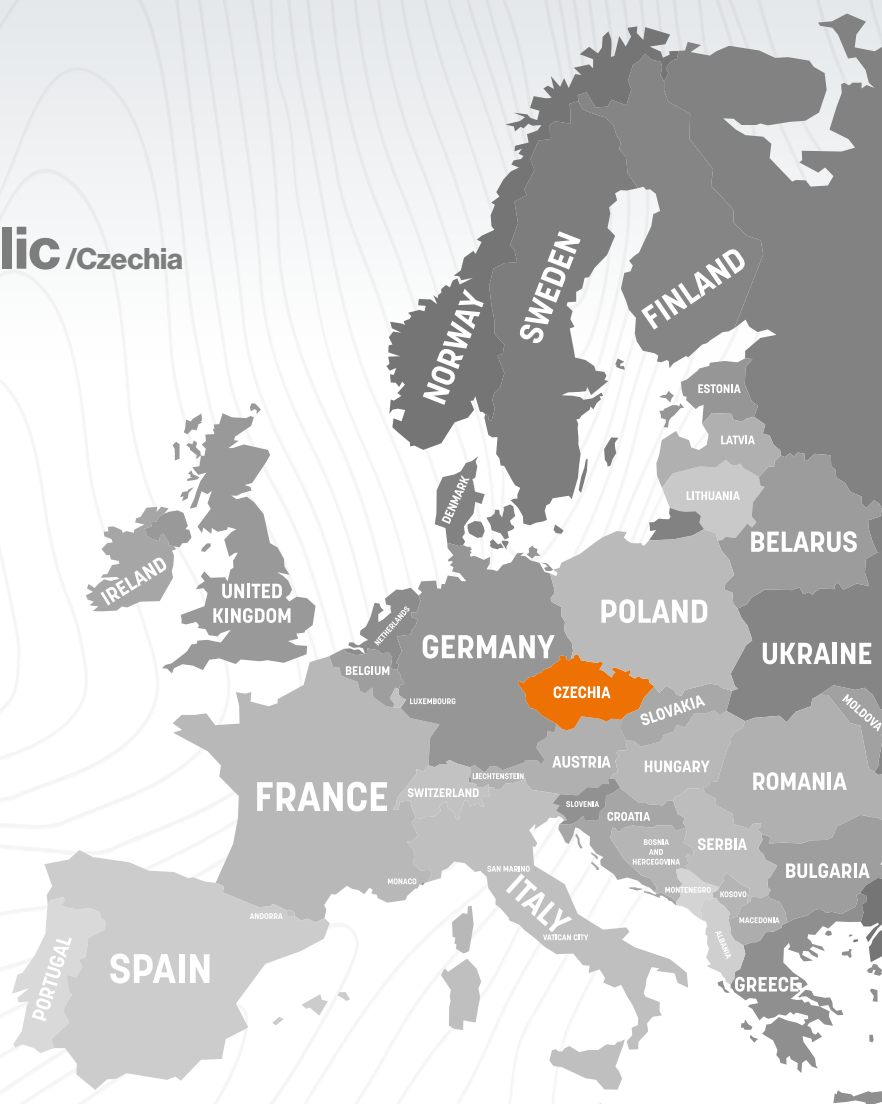 lic /Czechia
NORWAY
SWEDEN
FINLAND
ESTONIA
LATVIA
LITHUANIA
DENMARK
BELARUS
IRELAND
UNITED
KINGDOM
NETHERLANDS
POLAND
GERMANY
UKRAINE
BELGIUM
CZECHIA
LUXEMBOURG
SLOVAKIA
MOLDOVA
AUSTRIA
HUNGARY
LIECHTENSTEIN
ROMANIA
FRANCE
SWITZERLAND
SLOVENIA
CROATIA
BOSNIA
AND
HERCEGOVINA
SERBIA
SAN MARINO
BULGARIA
MONACO
MONTENEGRO
KOSOVO
ITALY
ANDORRA
MACEDONIA
VATICAN CITY
ALBANIA
PORTUGAL
SPAIN
GREECE